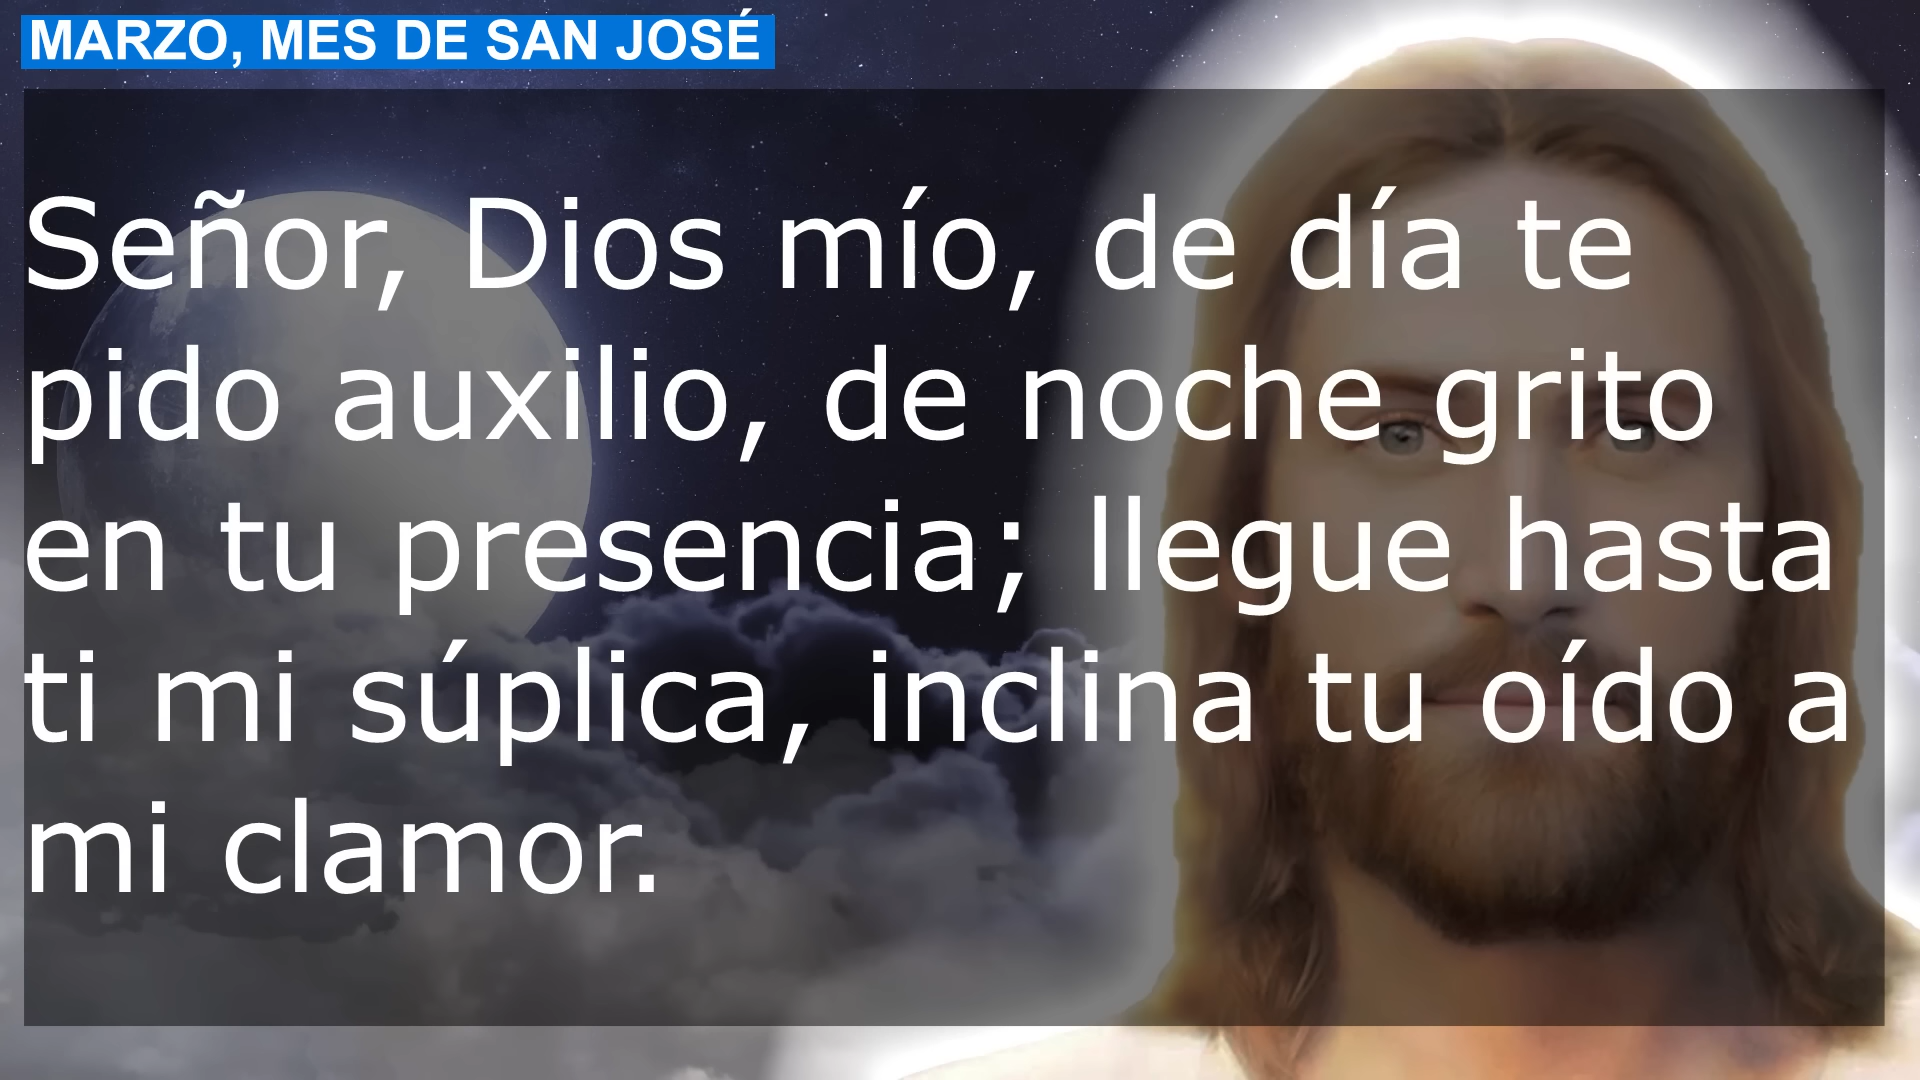 MARZO, MES DE SAN JOSÉ
Señor, Dios mío, de día te
pido auxilio, de noche grito
en tu presencia; llegue hasta
ti mi súplica, inclina tu oído a
mi clamor.